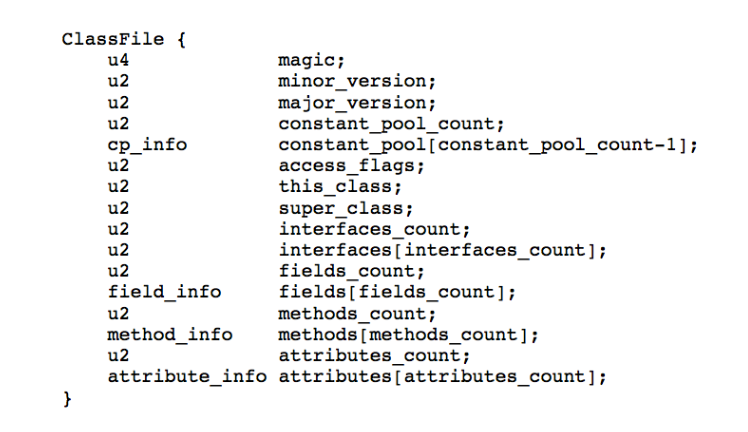 ClassFile {
u4 magic;
u2 minor_version;
u2 major_version;
u2 constant_pool_count;
cp_info constant_pool[constant_pool_count-1];
u2 access_flags;
u2 this_class;
u2 super_class;
u2 interfaces_count;
u2 interfaces[interfaces_count];
u2 fields_count;
field_info fields[fields_count];
u2 methods_count;
method_info methods[methods_count];
u2 attributes_count;
attribute_info attributes[attributes_count];
}